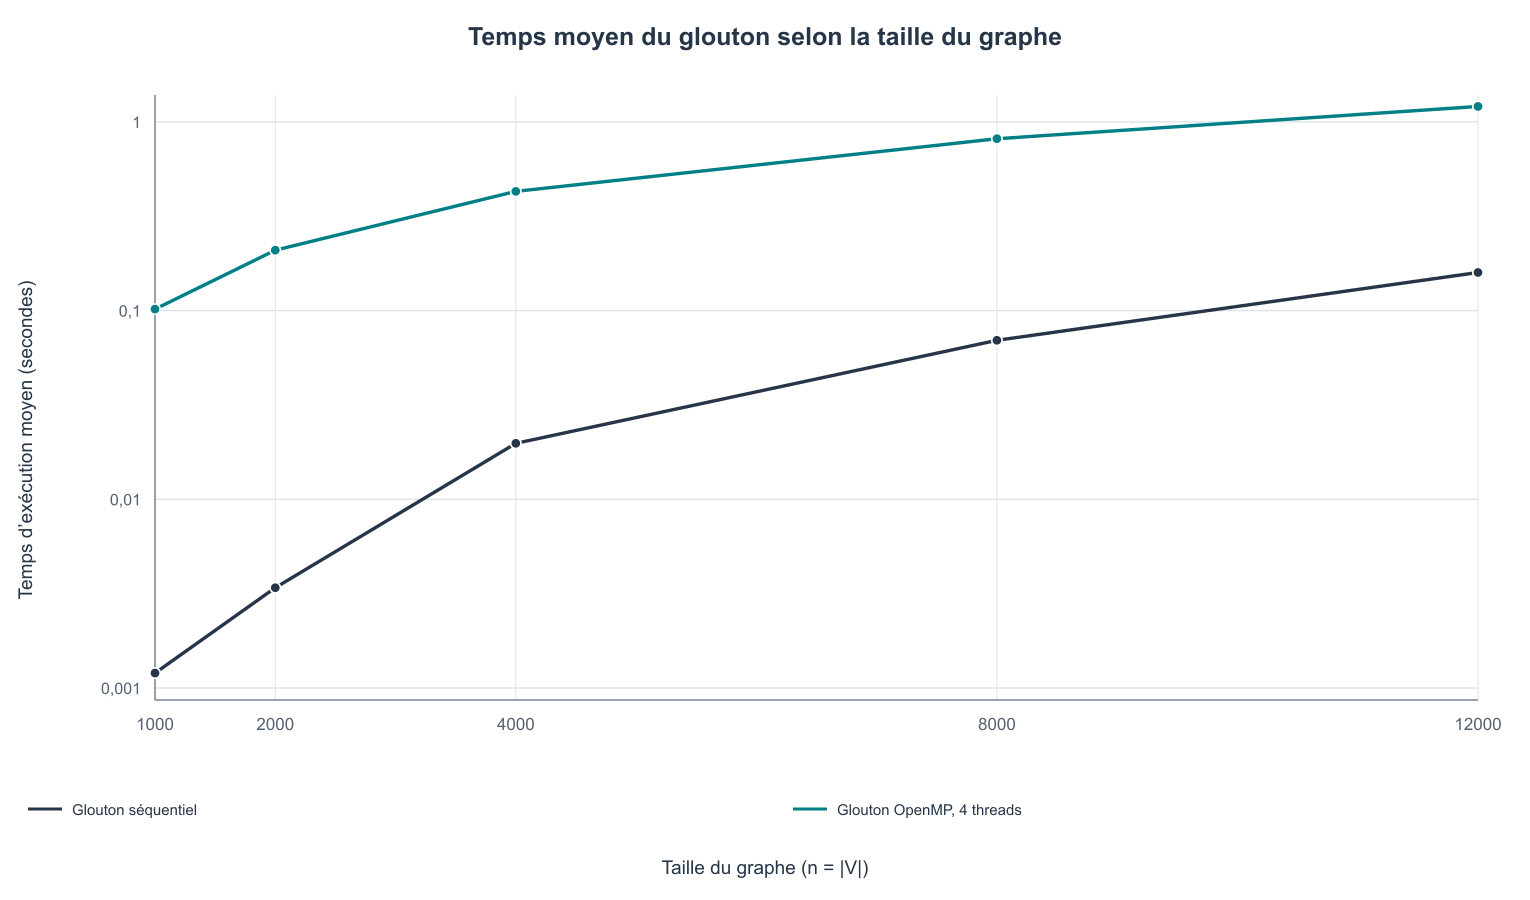 Temps moyen du glouton selon la taille du graphe
Temps d’exécution moyen (secondes)
1
0,1
0,01
0,001
1000 2000 4000 8000 12000
Glouton séquentiel Glouton OpenMP, 4 threads
Taille du graphe (n = |V|)